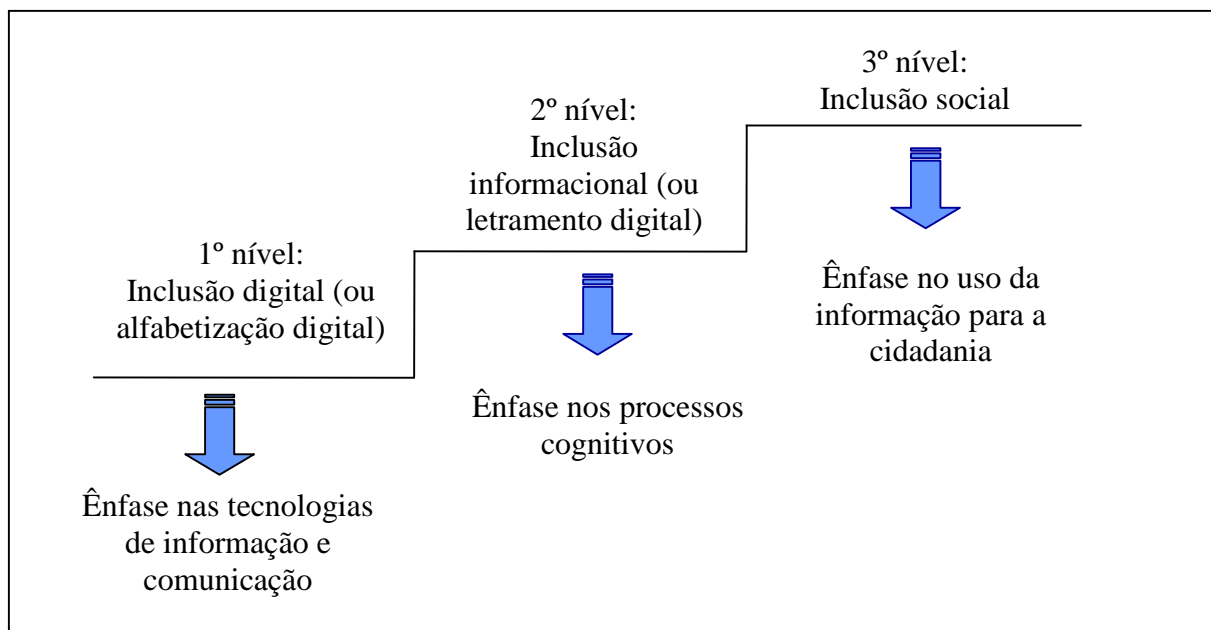 1º nível:
Inclusão digital (ou
alfabetização digital)
Ênfase nas tecnologias
de informação e
comunicação
2º nível:
Inclusão
informacional (ou
letramento digital)
Ênfase nos processos
cognitivos
3º nível:
Inclusão social
Ênfase no uso da
informação para a
cidadania